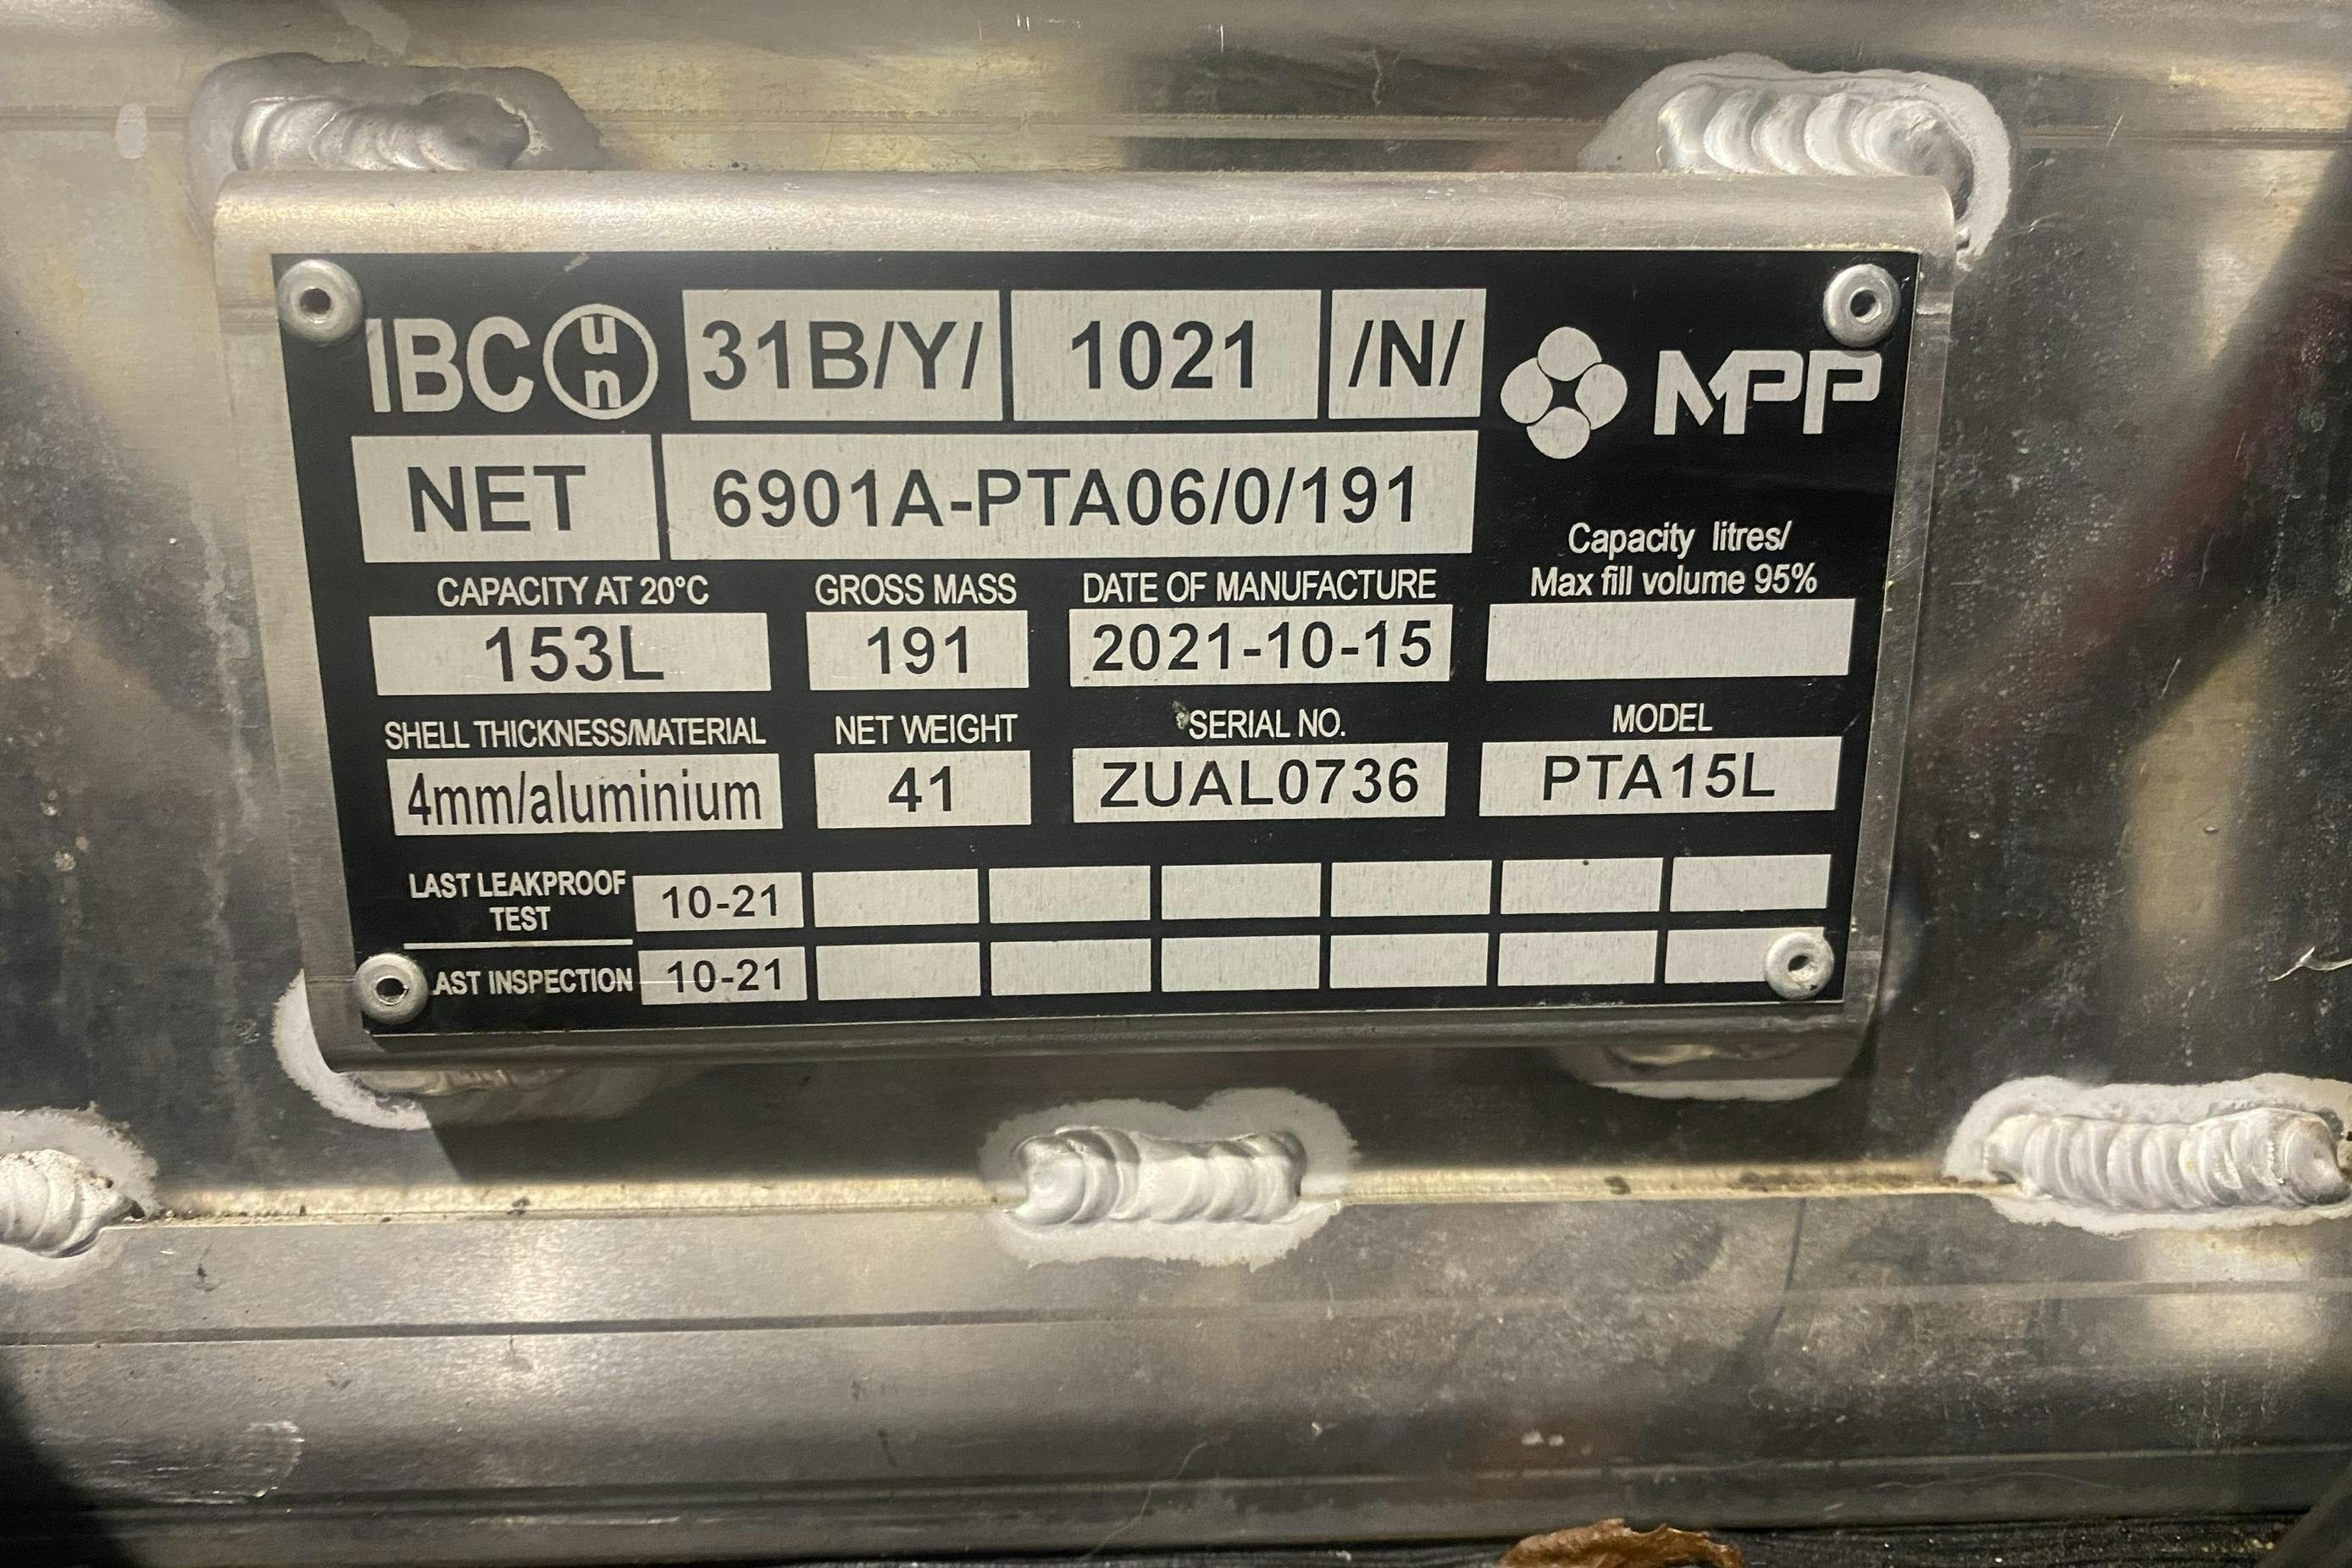 IBC un 31B/Y/ 1021 /N/ MPP
NET 6901A-PTA06/0/191
Capacity litres/
Max fill volume 95%
CAPACITY AT 20°C GROSS MASS DATE OF MANUFACTURE
153L 191 2021-10-15
SHELL THICKNESS/MATERIAL NET WEIGHT SERIAL NO. MODEL
4mm/aluminium 41 ZUAL0736 PTA15L
LAST LEAKPROOF
TEST 10-21
LAST INSPECTION 10-21